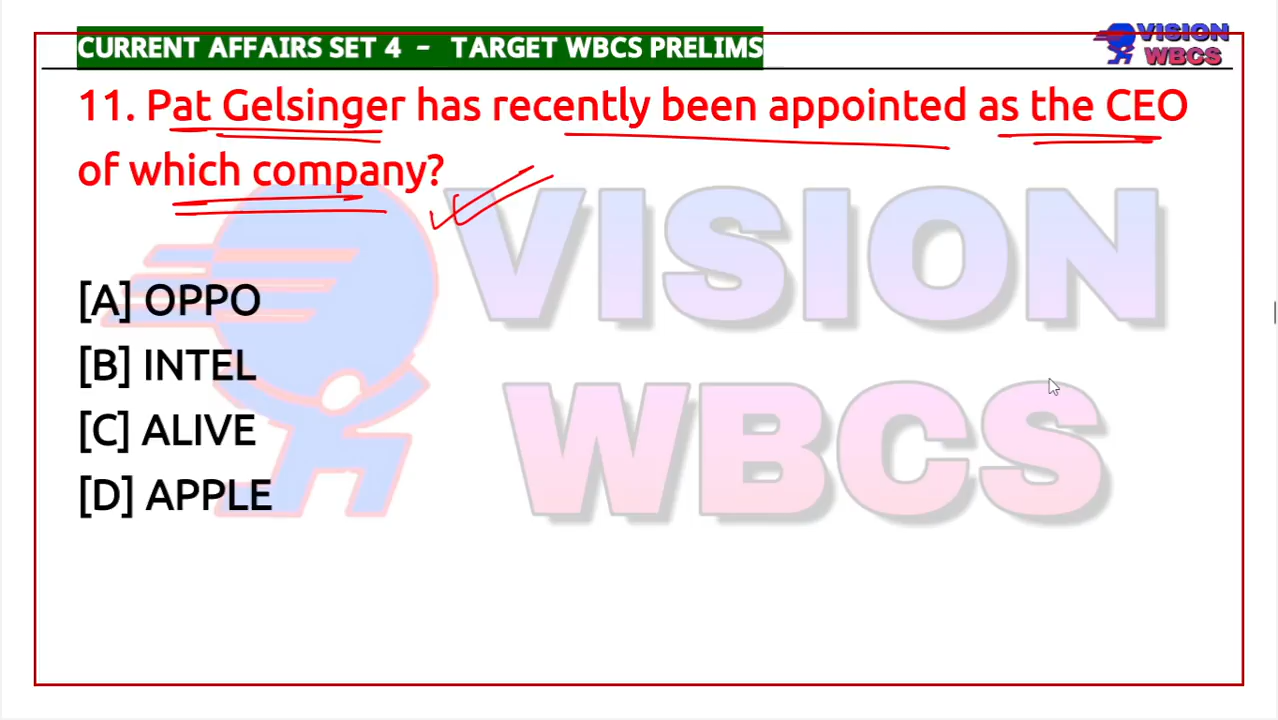 CURRENT AFFAIRS SET 4 - TARGET WBCS PRELIMS
VISION
WBCS
11. Pat Gelsinger has recently been appointed as the CEO
of which company?
VISION
WBCS
[A] OPPO
[B] INTEL
[C] ALIVE
[D] APPLE